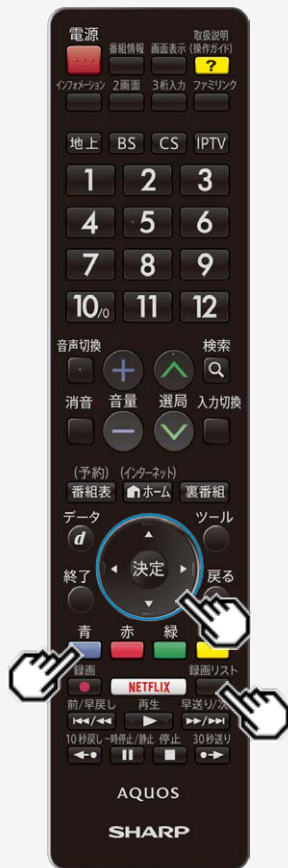 電源
番組情報 画面表示 取扱説明(操作ガイド)
?
インフォメーション 2画面 3桁入力 ファミリンク
地上 BS CS IPTV
1 2 3
4 5 6
7 8 9
10/0 11 12
音声切換 検索
+
消音 音量 選局 入力切換
−
(予約) (インターネット)
番組表 ホーム 裏番組
データ ツール
d
決定
終了 戻る
青 赤 緑
録画 録画リスト
NETFLIX
前/早戻し 再生 早送り/次
10秒戻し 一時停止/静止 停止 30秒送り
AQUOS
SHARP